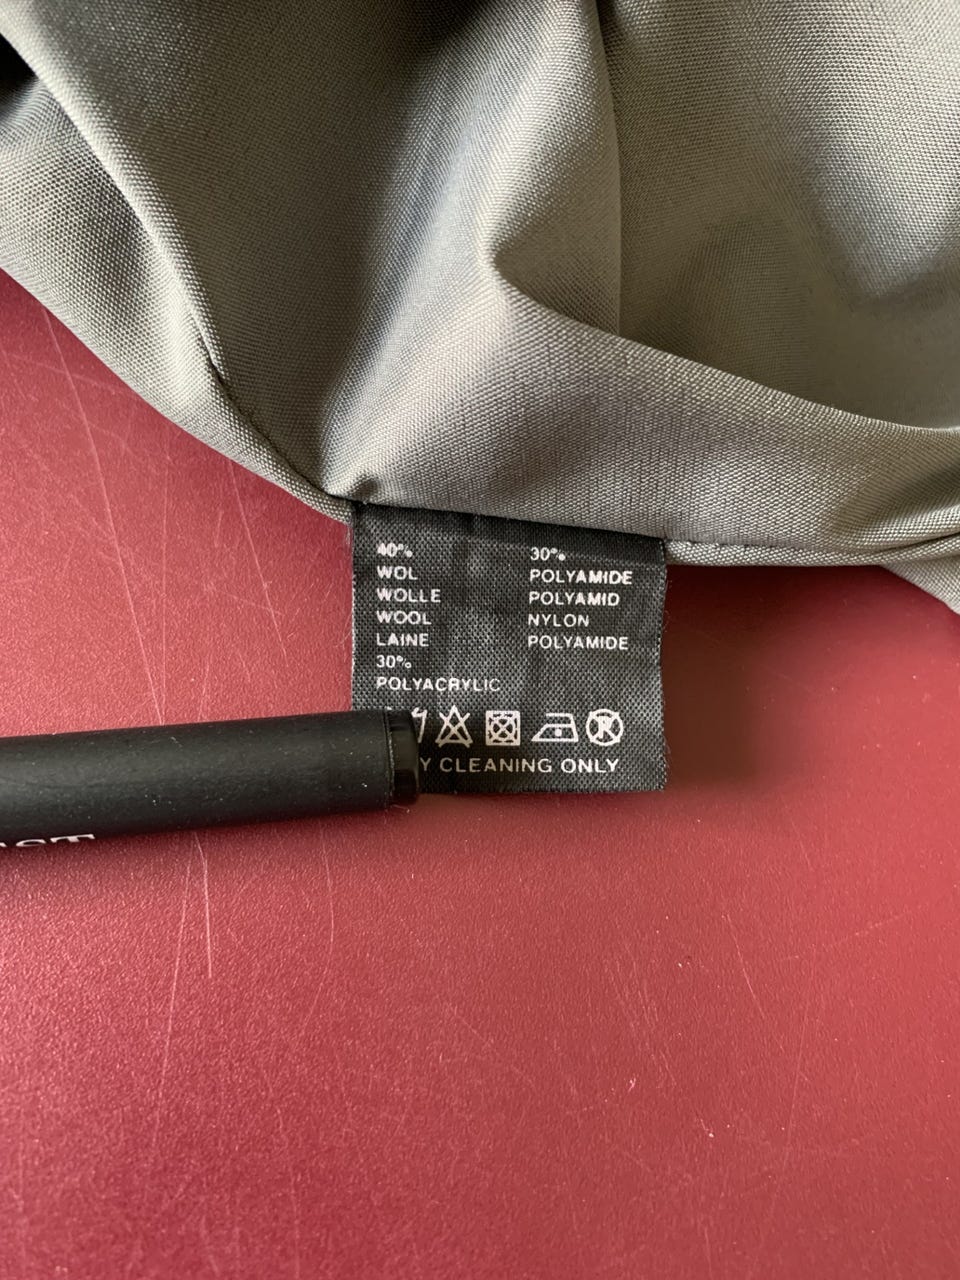 40%
WOL
WOLLE
WOOL
LAINE
30%
POLYACRYLIC
30%
POLYAMIDE
POLYAMID
NYLON
POLYAMIDE
CLEANING ONLY